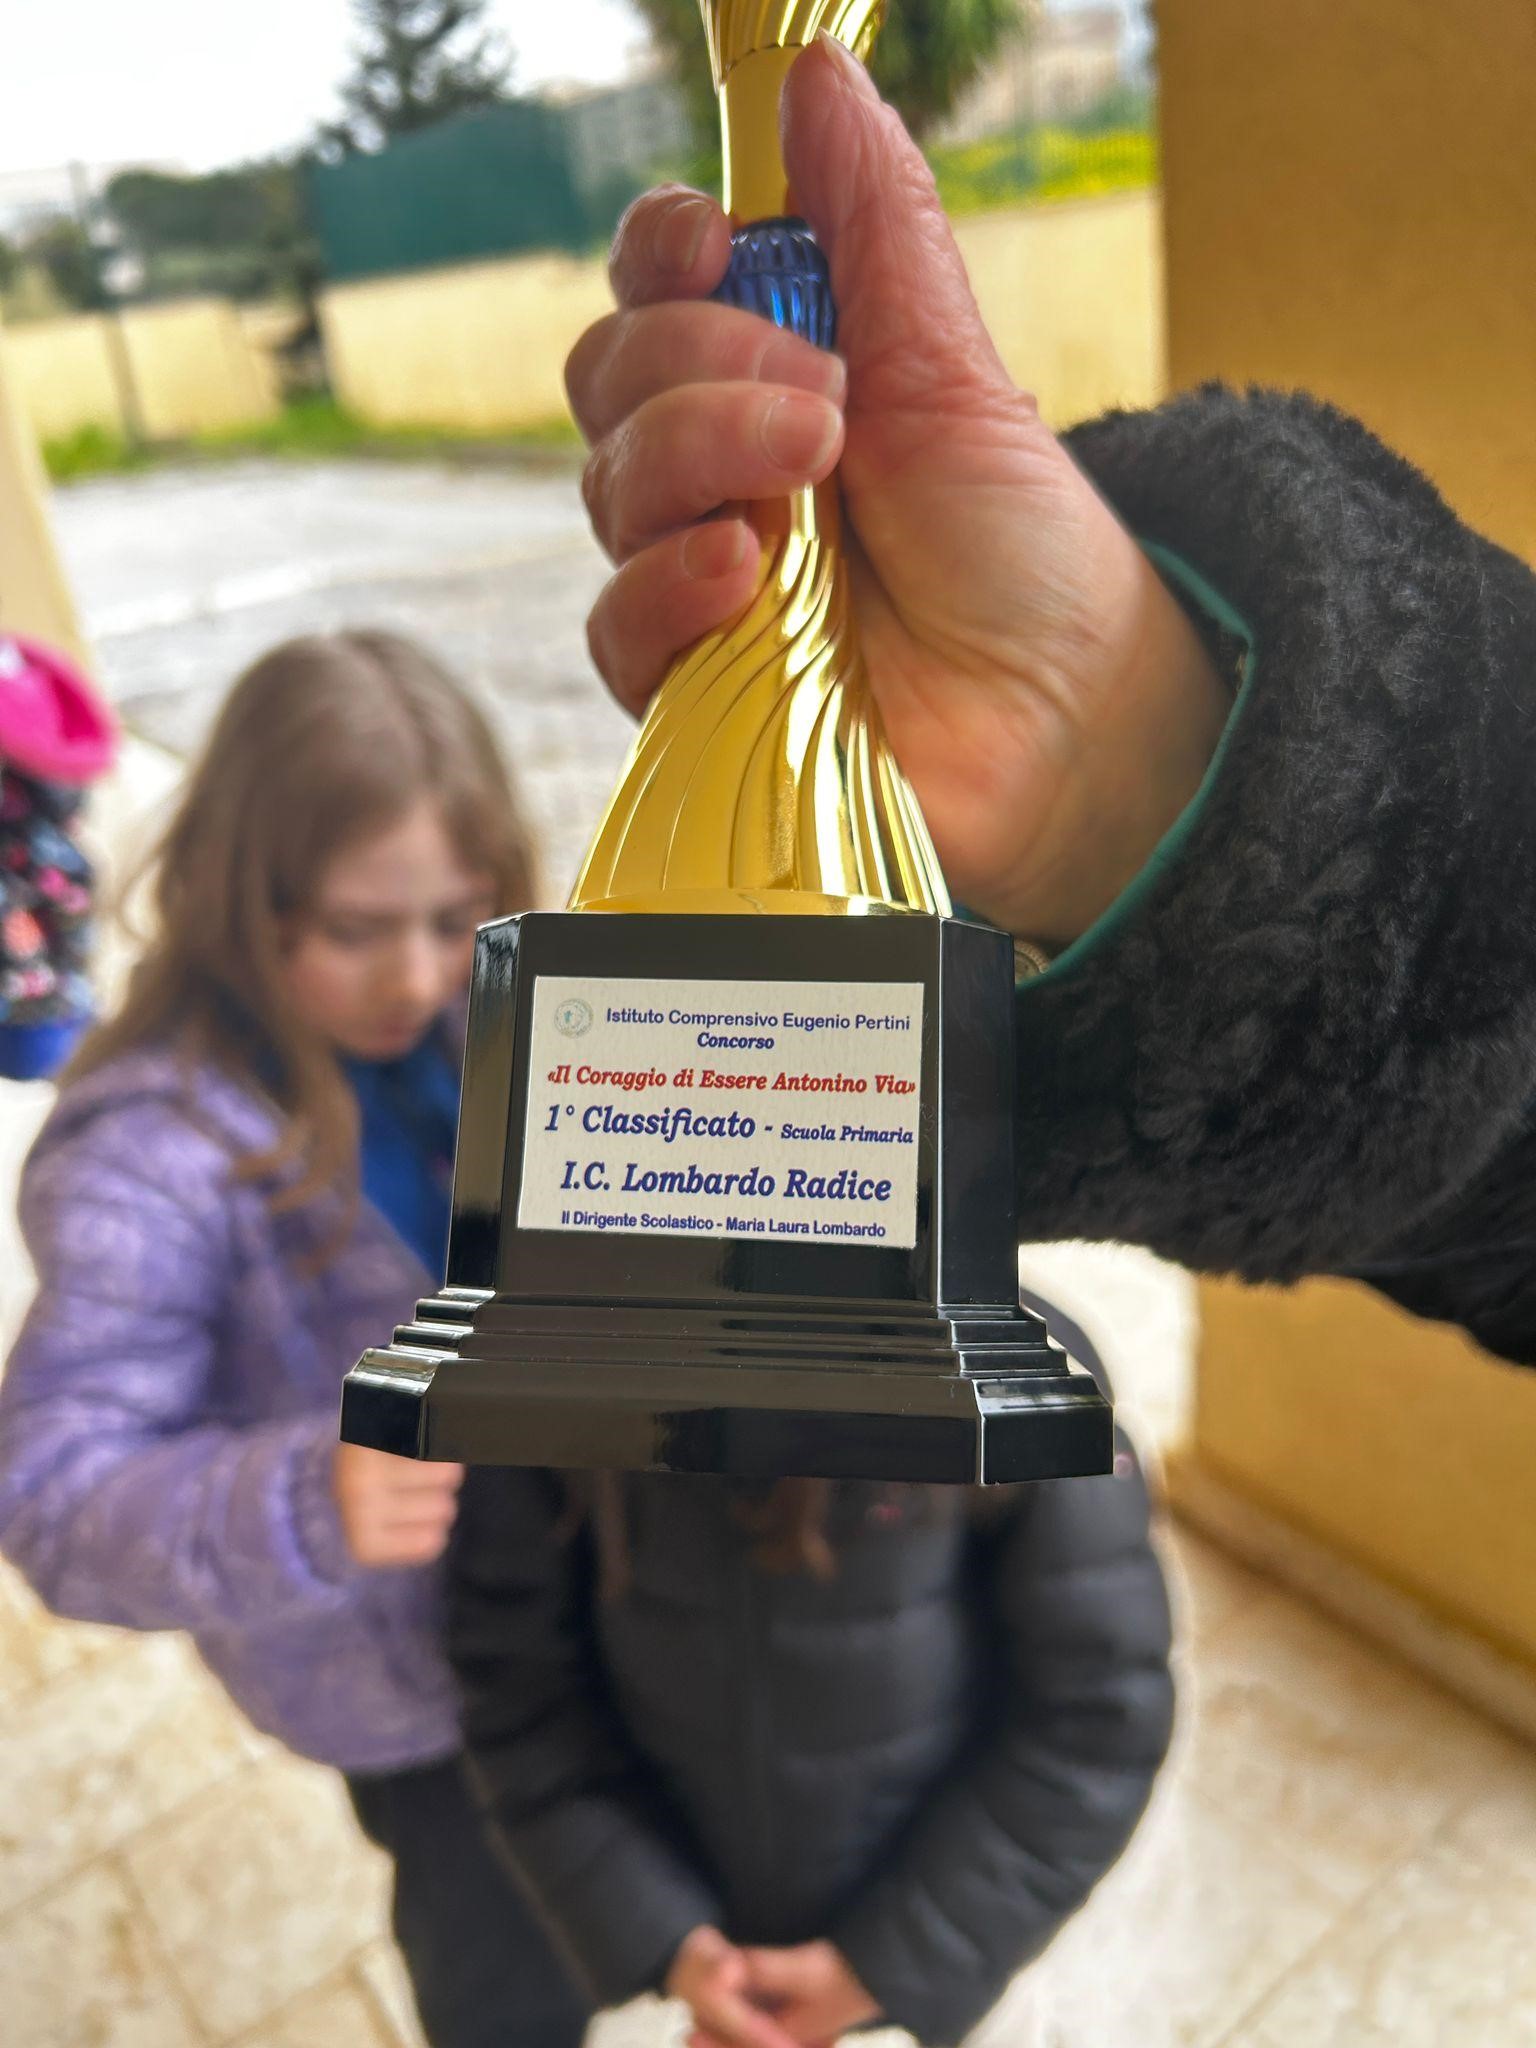 Istituto Comprensivo Eugenio Pertini
Concorso
«Il Coraggio di Essere Antonino Via»
1° Classificato - Scuola Primaria
I.C. Lombardo Radice
Il Dirigente Scolastico - Maria Laura Lombardo